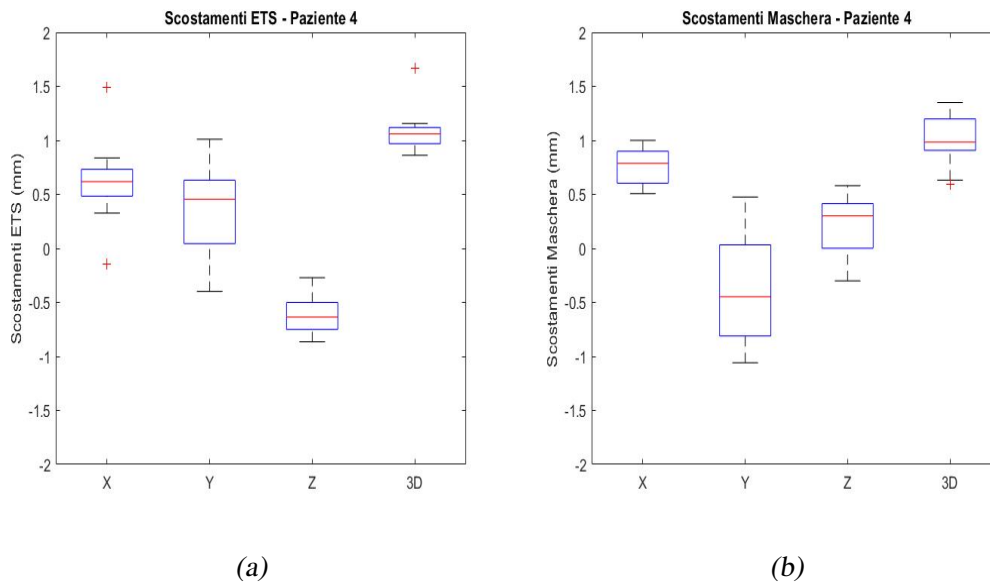 Scostamenti ETS - Paziente 4
Scostamenti ETS (mm)
2
1.5
1
0.5
0
-0.5
-1
-1.5
-2
X Y Z 3D
(a)
Scostamenti Maschera - Paziente 4
Scostamenti Maschera (mm)
2
1.5
1
0.5
0
-0.5
-1
-1.5
-2
X Y Z 3D
(b)